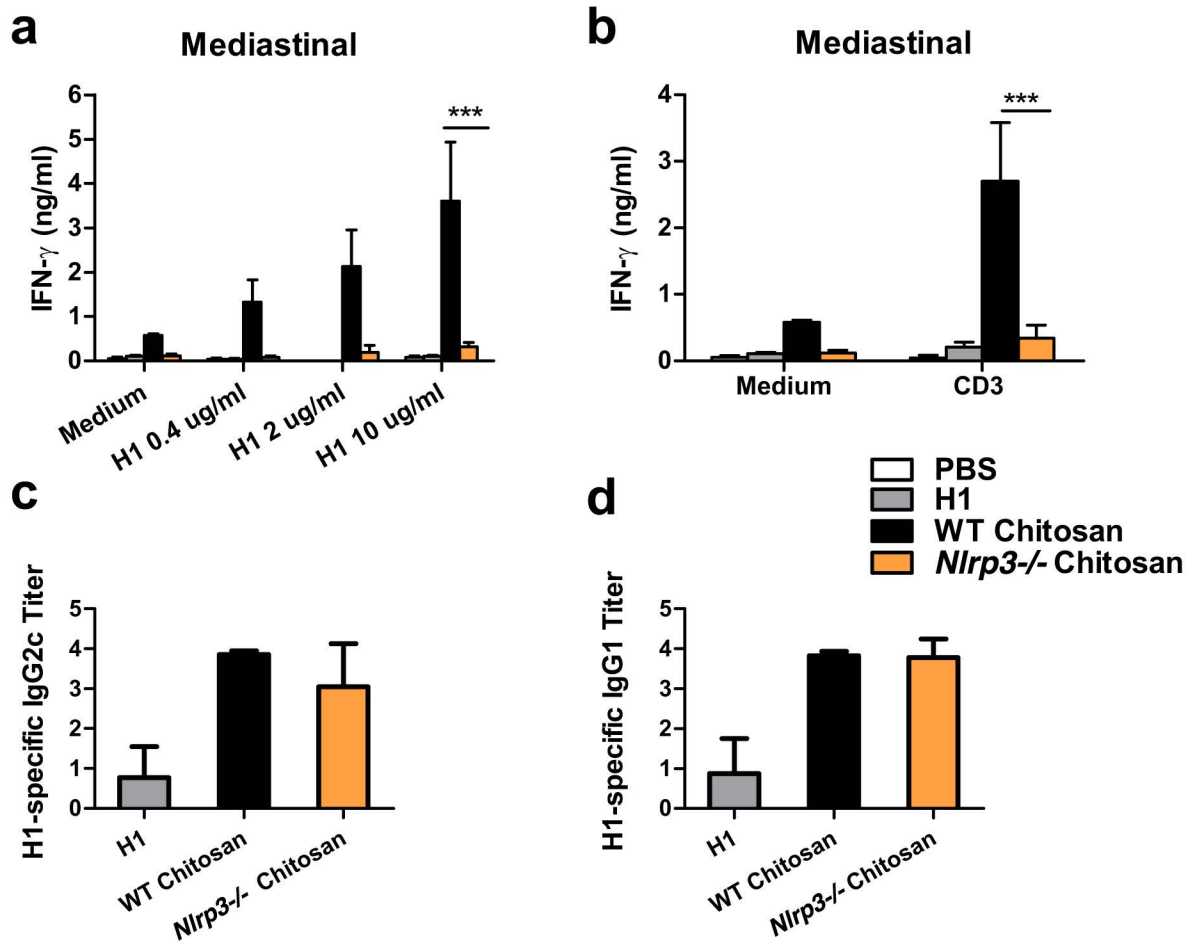 a
Mediastinal
IFN-γ (ng/ml)
6
5
4
3
2
1
0
***
Medium
H1 0.4 ug/ml
H1 2 ug/ml
H1 10 ug/ml
b
Mediastinal
IFN-γ (ng/ml)
4
3
2
1
0
***
Medium
CD3
PBS
H1
WT Chitosan
Nlrp3-/- Chitosan
c
H1-specific IgG2c Titer
5
4
3
2
1
0
H1
WT Chitosan
Nlrp3-/- Chitosan
d
H1-specific IgG1 Titer
5
4
3
2
1
0
H1
WT Chitosan
Nlrp3-/- Chitosan